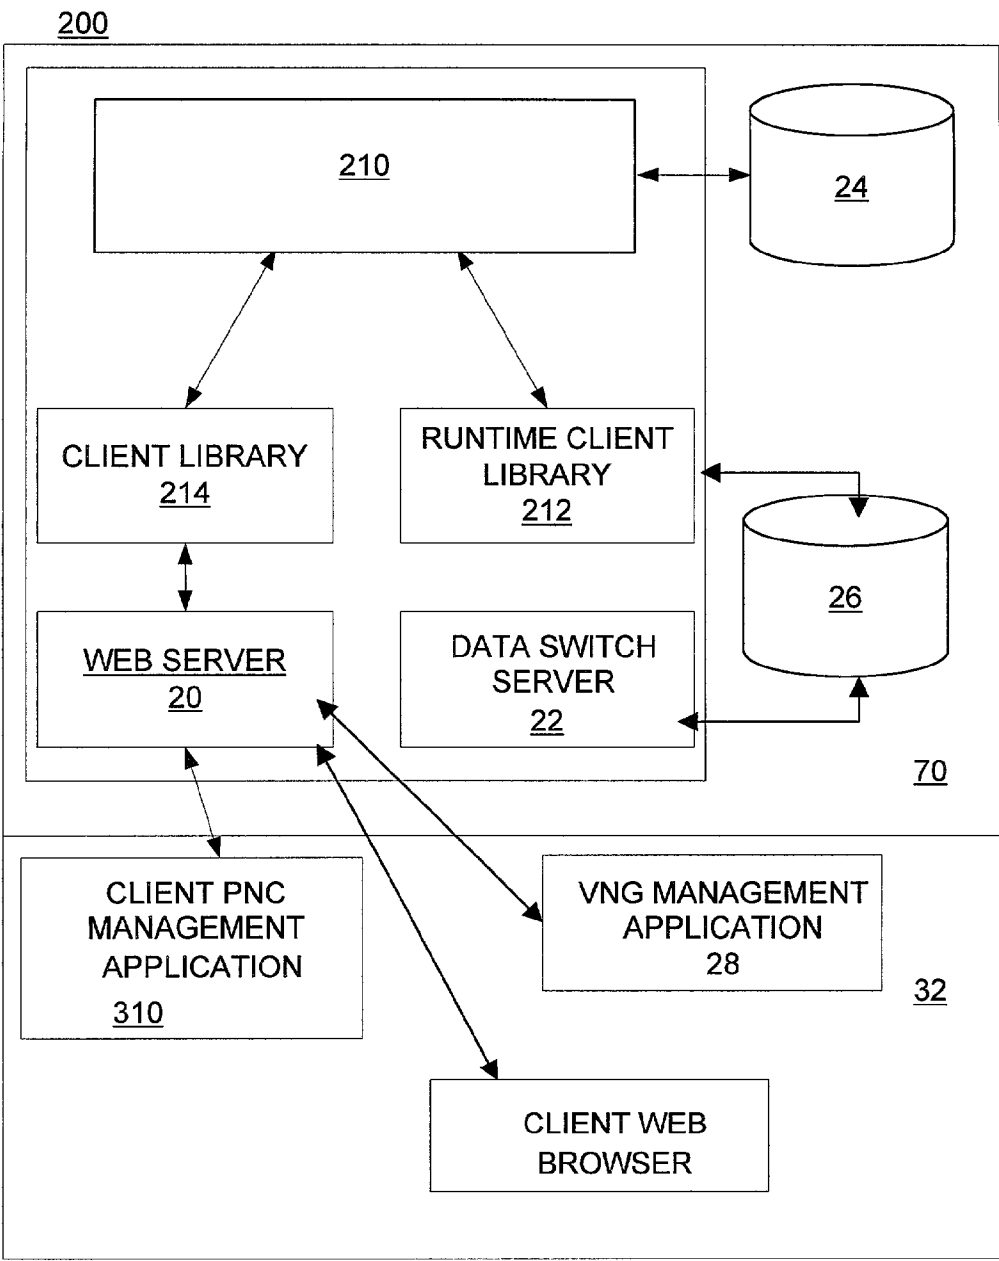 200
210
24
CLIENT LIBRARY
214
RUNTIME CLIENT
LIBRARY
212
26
WEB SERVER
20
DATA SWITCH
SERVER
22
70
CLIENT PNC
MANAGEMENT
APPLICATION
310
VNG MANAGEMENT
APPLICATION
28
32
CLIENT WEB
BROWSER